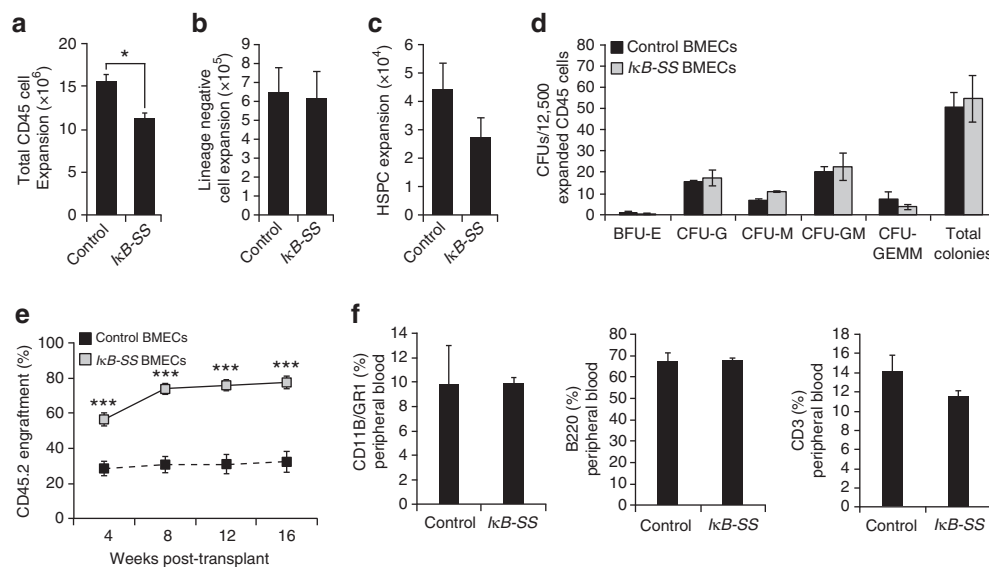 a
Total CD45 cell
Expansion (×10⁶)
20
15
10
5
0
*
Control
IκB-SS
b
Lineage negative
cell expansion (×10⁵)
9
8
7
6
5
4
3
2
1
0
Control
IκB-SS
c
HSPC expansion (×10⁴)
6
5
4
3
2
1
0
Control
IκB-SS
d
CFUs/12,500
expanded CD45 cells
80
70
60
50
40
30
20
10
0
Control BMECs
IκB-SS BMECs
BFU-E CFU-G CFU-M CFU-GM CFU- Total
GEMM colonies
e
Control BMECs
IκB-SS BMECs
CD45.2 engraftment (%)
100
80
60
40
20
0
*** *** *** ***
4 8 12 16
Weeks post-transplant
f
CD11B/GR1 (%)
peripheral blood
14
12
10
8
6
4
2
0
Control IκB-SS
B220 (%)
peripheral blood
80
70
60
50
40
30
20
10
0
Control IκB-SS
CD3 (%)
peripheral blood
18
16
14
12
10
8
6
4
2
0
Control IκB-SS